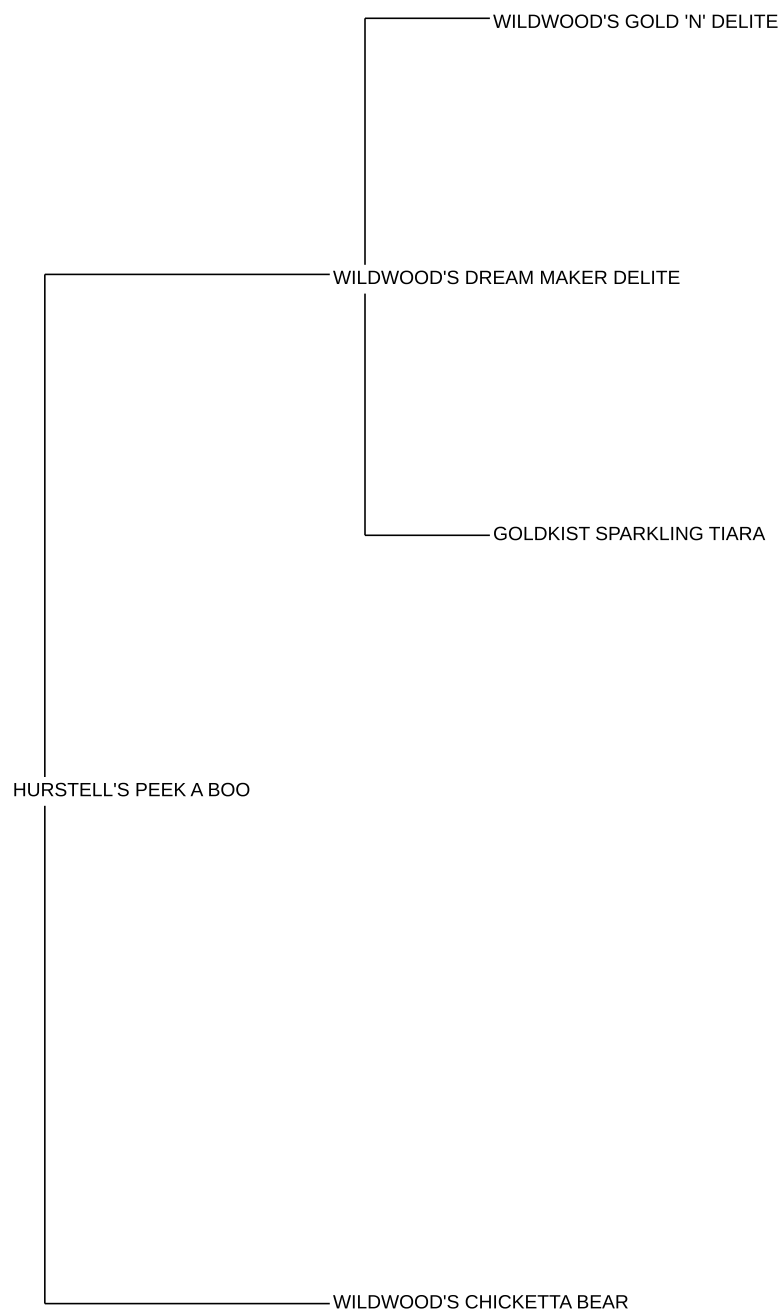 WILDWOOD'S GOLD 'N' DELITE
WILDWOOD'S DREAM MAKER DELITE
GOLDKIST SPARKLING TIARA
HURSTELL'S PEEK A BOO
WILDWOOD'S CHICKETTA BEAR